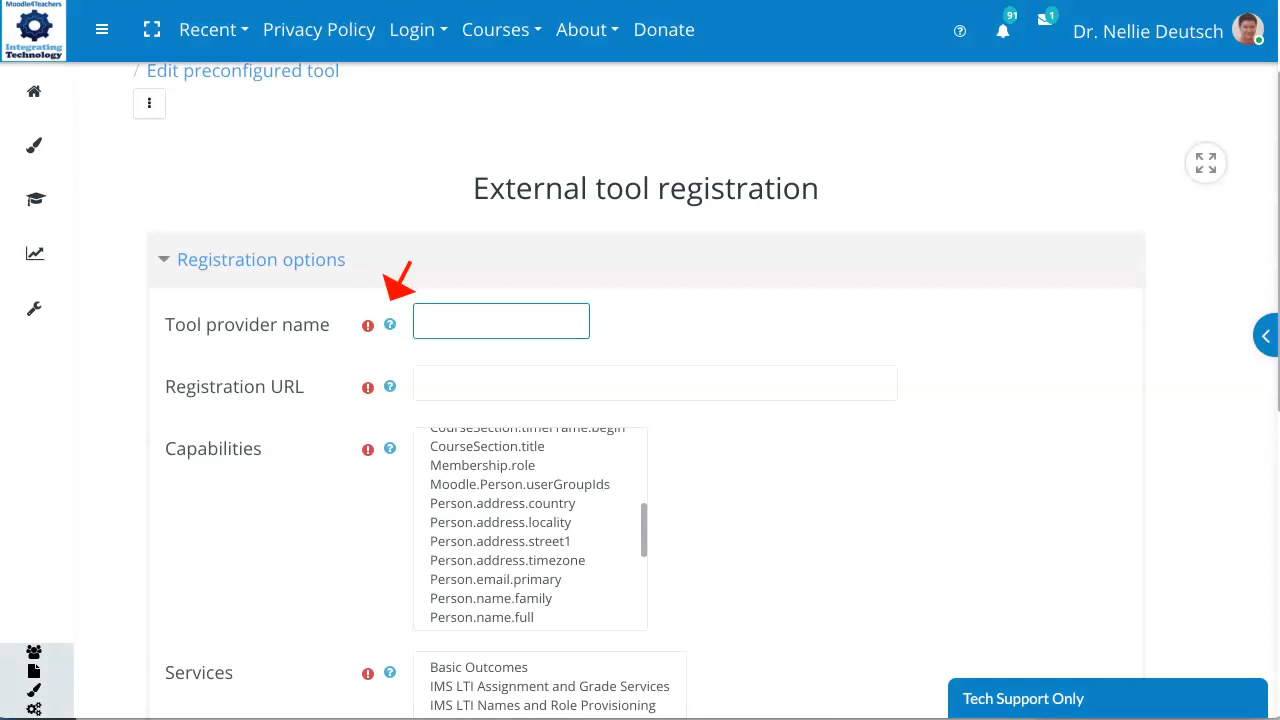 Moodle4Teachers
Integrating
Technology
Recent
Privacy Policy
Login
Courses
About
Donate
91
1
Dr. Nellie Deutsch
/ Edit preconfigured tool
External tool registration
Registration options
Tool provider name
Registration URL
Capabilities
CourseSection.timeFrame.begin
CourseSection.title
Membership.role
Moodle.Person.userGroupIds
Person.address.country
Person.address.locality
Person.address.street1
Person.address.timezone
Person.email.primary
Person.name.family
Person.name.full
Services
Basic Outcomes
IMS LTI Assignment and Grade Services
IMS LTI Names and Role Provisioning
Tech Support Only